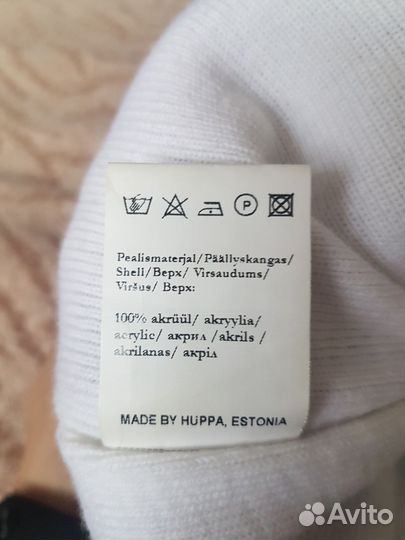 P
Pealismaterjal/Päällyskangas/
Shell/Верх/ Virsaudums/
Viršus/ Верх:
100% akrüül/ akryylia/
acrylic/ акрил /akrils /
akrilanas/ акріл
MADE BY HUPPA, ESTONIA
Avito